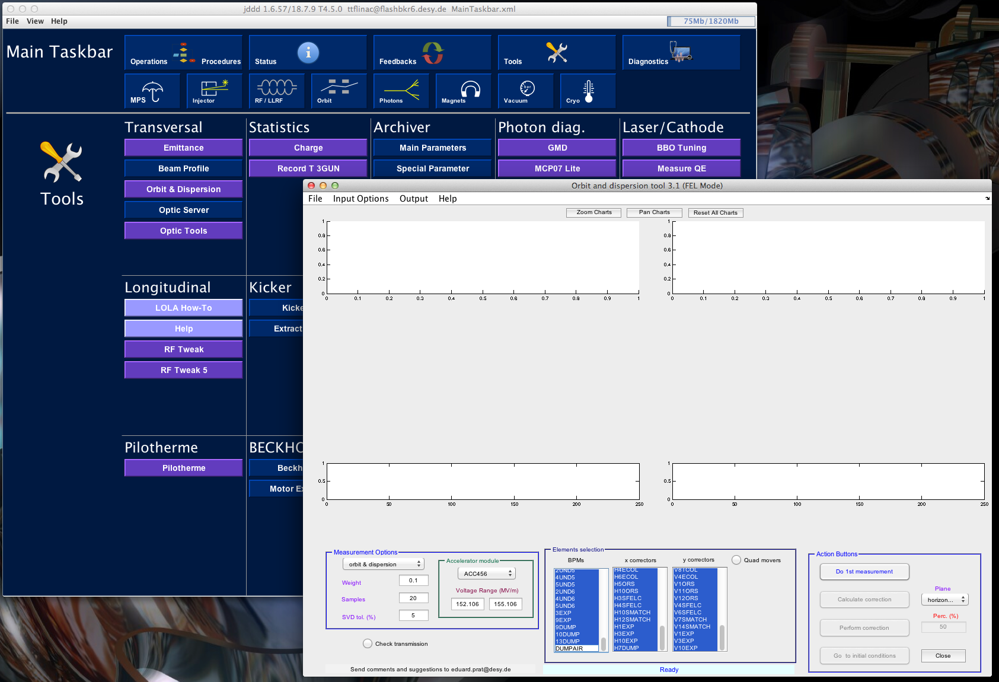 jddd 1.6.57/18.7.9 T4.5.0 ttflinac@flashbkr6.desy.de MainTaskbar.xml
File View Help
75Mb/1820Mb
Main Taskbar
Operations Procedures
Status
Feedbacks
Tools
Diagnostics
MPS
Injector
RF / LLRF
Orbit
Photons
Magnets
bar
Vacuum
Cryo
Tools
Transversal
Emittance
Beam Profile
Orbit & Dispersion
Optic Server
Optic Tools
Statistics
Charge
Record T 3GUN
Archiver
Main Parameters
Special Parameter
Photon diag.
GMD
MCP07 Lite
Laser/Cathode
BBO Tuning
Measure QE
Longitudinal
LOLA How-To
Help
RF Tweak
RF Tweak 5
Kicker
Kicke
Extract
Pilotherme
Pilotherme
BECKHO
Beckh
Motor Ex
Orbit and dispersion tool 3.1 (FEL Mode)
File Input Options Output Help
Zoom Charts Pan Charts Reset All Charts
1
0.8
0.6
0.4
0.2
0
0 0.1 0.2 0.3 0.4 0.5 0.6 0.7 0.8 0.9 1
1
0.8
0.6
0.4
0.2
0
0 0.1 0.2 0.3 0.4 0.5 0.6 0.7 0.8 0.9 1
1
0.5
0
0 50 100 150 200 250
1
0.5
0
0 50 100 150 200 250
Measurement Options
orbit & dispersion
Weight 0.1
Samples 20
SVD tol. (%) 5
Accelerator module
ACC456
Voltage Range (MV/m)
152.106 155.106
Check transmission
Send comments and suggestions to eduard.prat@desy.de
Elements selection
BPMs
2UND5
4UND5
5UND5
2UND6
4UND6
5UND6
3EXP
9EXP
9DUMP
10DUMP
13DUMP
DUMPAIR
x correctors
H4ECOL
H6ECOL
H5ORS
H10ORS
H3SFELC
H4SFELC
H10SMATCH
H12SMATCH
H1EXP
H3EXP
H10EXP
H7DUMP
y correctors
V8TCOL
V4ECOL
V1ORS
V11ORS
V12ORS
V4SFELC
V6SFELC
V7SMATCH
V14SMATCH
V1EXP
V3EXP
V10EXP
Quad movers
Ready
Action Buttons
Do 1st measurement
Calculate correction
Perform correction
Go to initial conditions
Plane
horizon...
Perc. (%)
50
Close